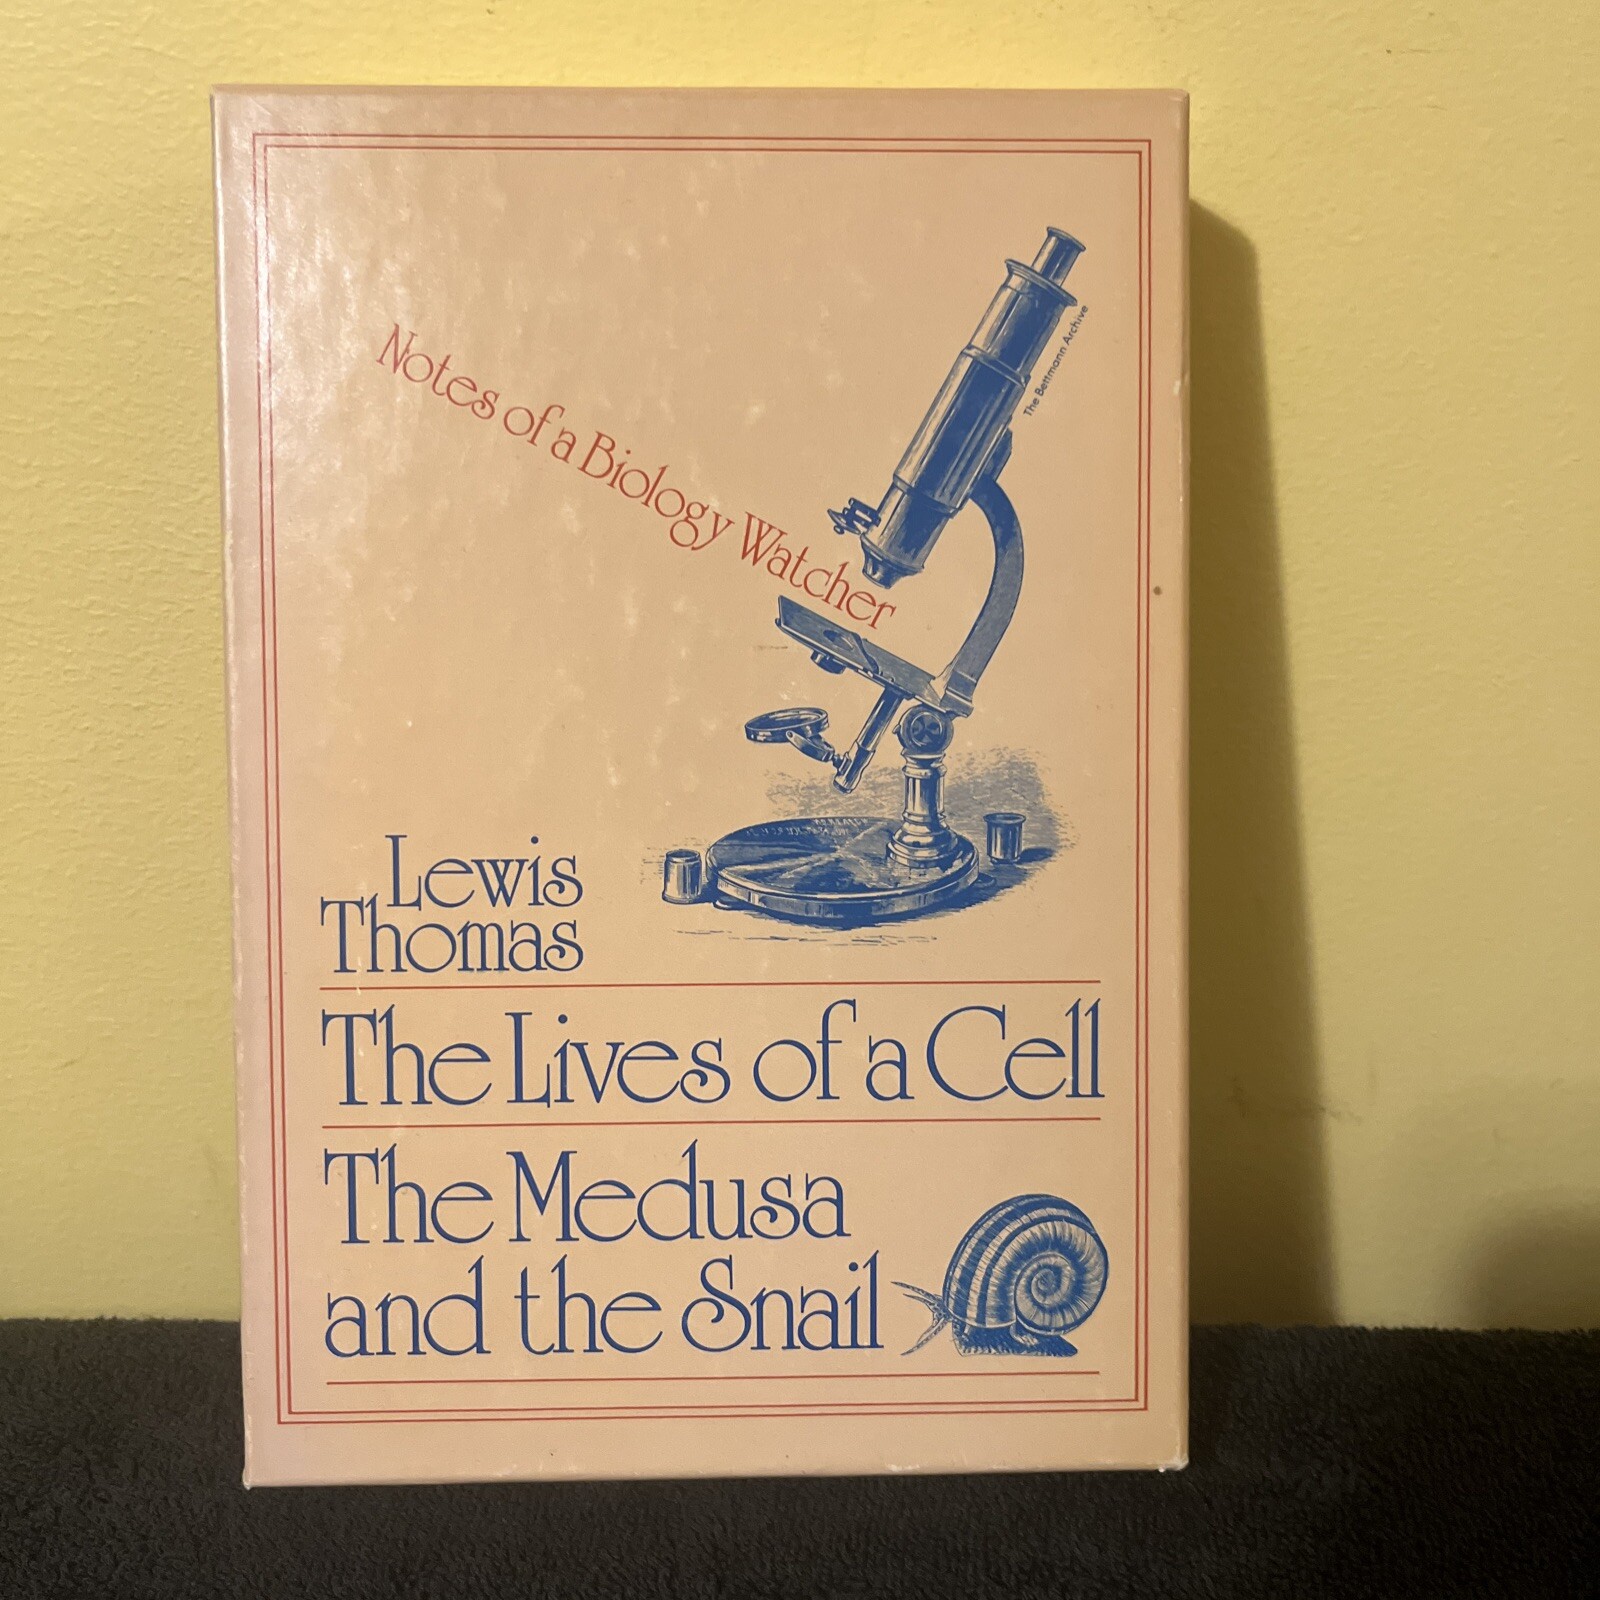 Notes of a Biology Watcher
The Bettmann Archive
Lewis
Thomas
The Lives of a Cell
The Medusa
and the Snail